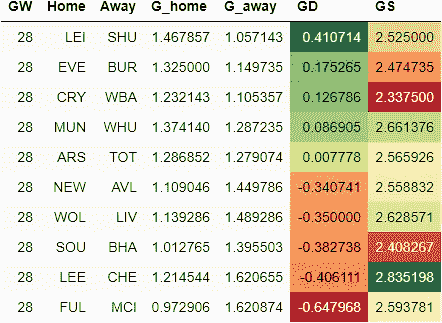 GW Home Away G_home G_away GD GS
28 LEI SHU 1.467857 1.057143 0.410714 2.525000
28 EVE BUR 1.325000 1.149735 0.175265 2.474735
28 CRY WBA 1.232143 1.105357 0.126786 2.337500
28 MUN WHU 1.374140 1.287235 0.086905 2.661376
28 ARS TOT 1.286852 1.279074 0.007778 2.565926
28 NEW AVL 1.109046 1.449786 -0.340741 2.558832
28 WOL LIV 1.139286 1.489286 -0.350000 2.628571
28 SOU BHA 1.012765 1.395503 -0.382738 2.408267
28 LEE CHE 1.214544 1.620655 -0.406111 2.835198
28 FUL MCI 0.972906 1.620874 -0.647968 2.593781